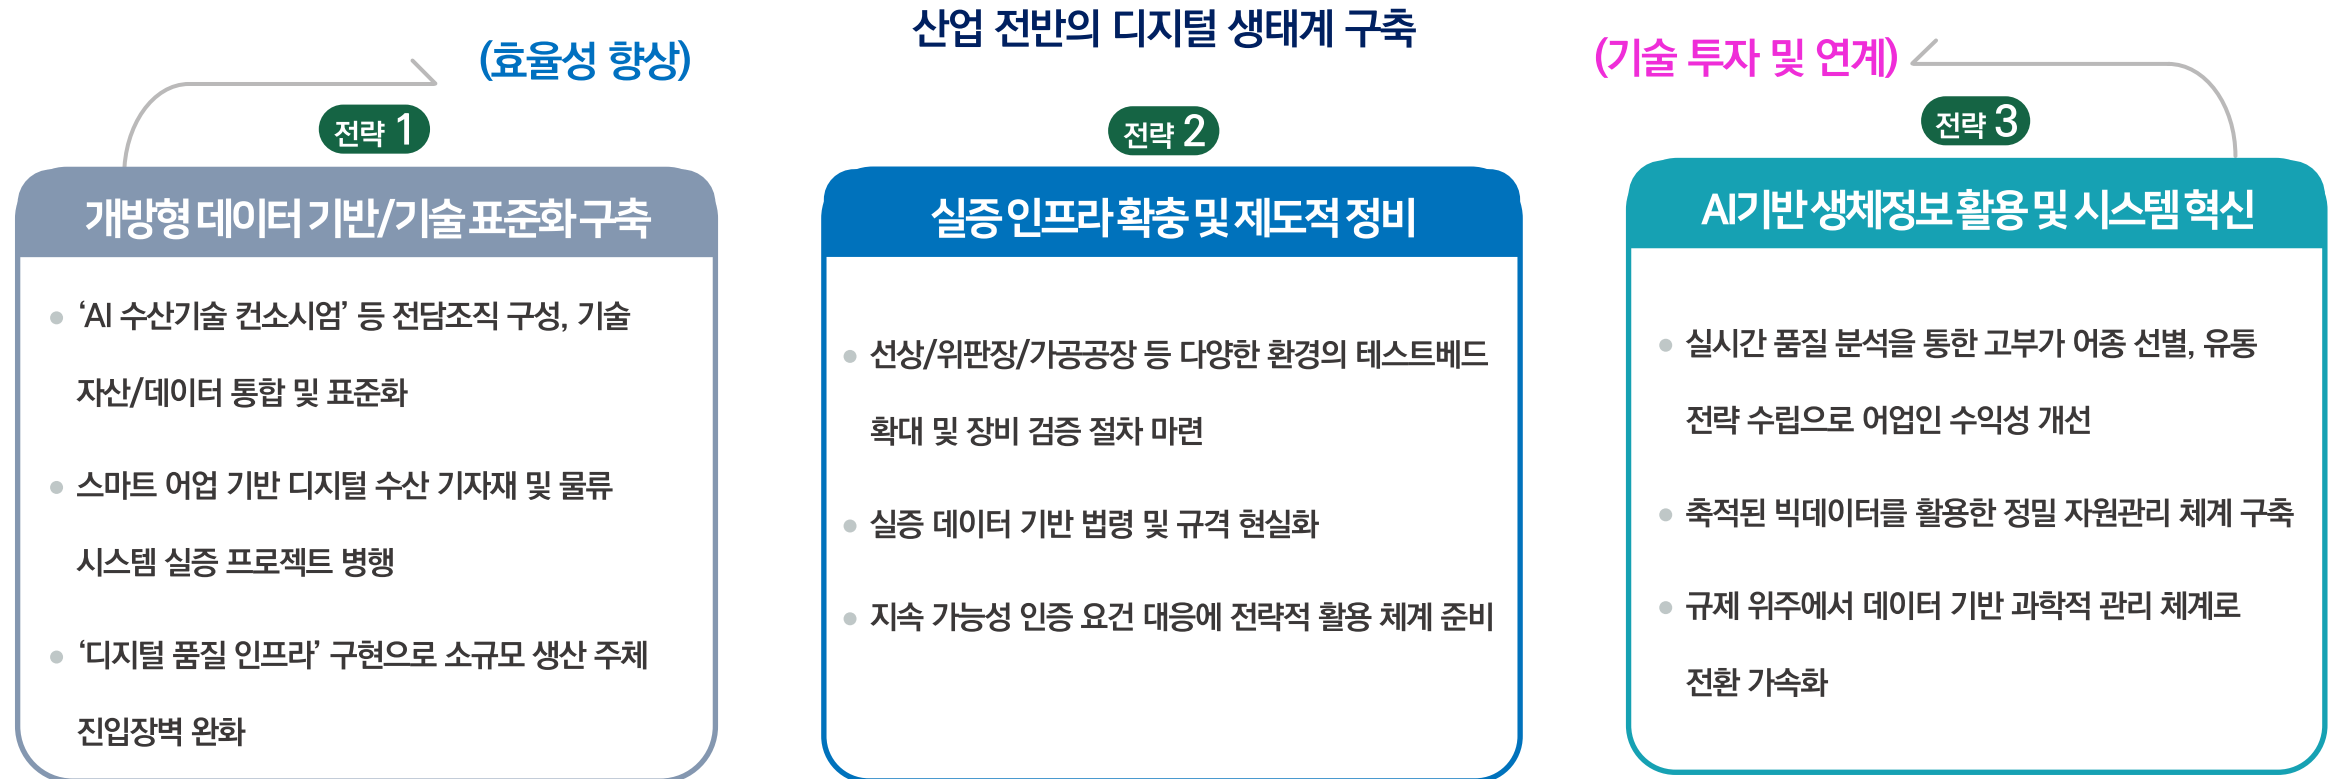 산업 전반의 디지털 생태계 구축
(효율성 향상)
(기술 투자 및 연계)
전략 1
개방형 데이터 기반/기술 표준화 구축
‘AI 수산기술 컨소시엄’ 등 전담조직 구성, 기술
자산/데이터 통합 및 표준화
스마트 어업 기반 디지털 수산 기자재 및 물류
시스템 실증 프로젝트 병행
‘디지털 품질 인프라’ 구현으로 소규모 생산 주체
진입장벽 완화
전략 2
실증 인프라 확충 및 제도적 정비
선상/위판장/가공공장 등 다양한 환경의 테스트베드
확대 및 장비 검증 절차 마련
실증 데이터 기반 법령 및 규격 현실화
지속 가능성 인증 요건 대응에 전략적 활용 체계 준비
전략 3
AI기반 생체정보 활용 및 시스템 혁신
실시간 품질 분석을 통한 고부가 어종 선별, 유통
전략 수립으로 어업인 수익성 개선
축적된 빅데이터를 활용한 정밀 자원관리 체계 구축
규제 위주에서 데이터 기반 과학적 관리 체계로
전환 가속화